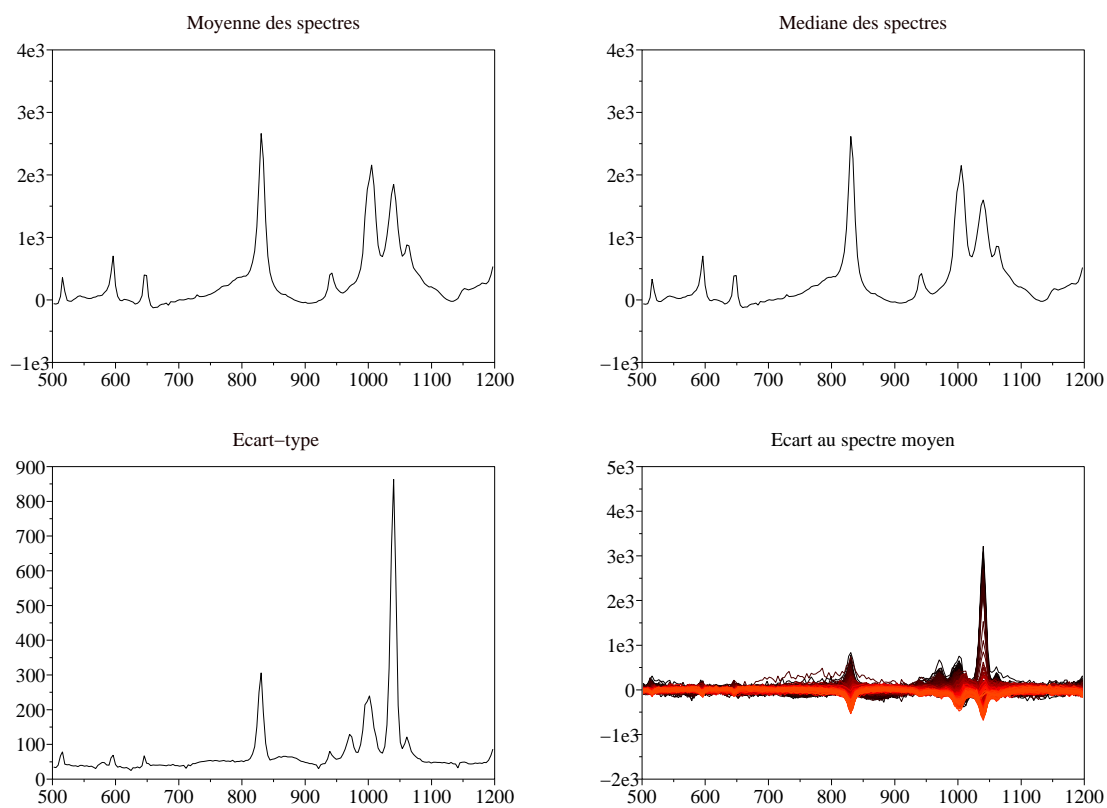 Moyenne des spectres
4e3
3e3
2e3
1e3
0
−1e3
500 600 700 800 900 1000 1100 1200
Mediane des spectres
4e3
3e3
2e3
1e3
0
−1e3
500 600 700 800 900 1000 1100 1200
Ecart−type
900
800
700
600
500
400
300
200
100
0
500 600 700 800 900 1000 1100 1200
Ecart au spectre moyen
5e3
4e3
3e3
2e3
1e3
0
−1e3
−2e3
500 600 700 800 900 1000 1100 1200